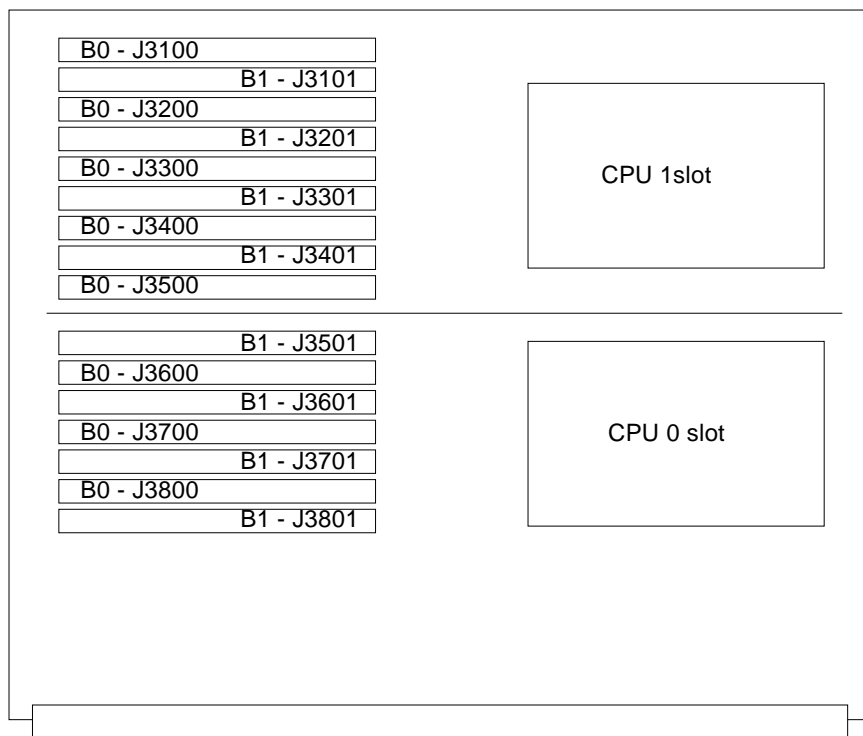 B0 - J3100
B1 - J3101
B0 - J3200
B1 - J3201
B0 - J3300
B1 - J3301
B0 - J3400
B1 - J3401
B0 - J3500
CPU 1slot
B1 - J3501
B0 - J3600
B1 - J3601
B0 - J3700
B1 - J3701
B0 - J3800
B1 - J3801
CPU 0 slot